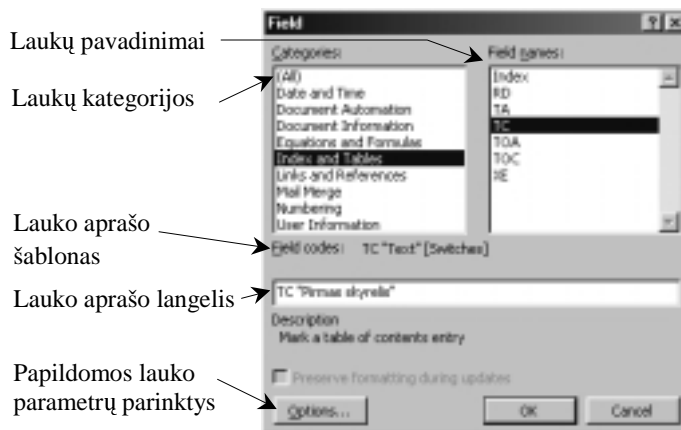 Field
Laukų pavadinimai
Categories:
Field names:
Laukų kategorijos
(All)
Date and Time
Document Automation
Document Information
Equations and Formulas
Index and Tables
Links and References
Mail Merge
Numbering
User Information
Index
RD
TA
TC
TOA
TOC
XE
Lauko aprašo
šablonas
Field codes: TC "Text" [Switches]
Lauko aprašo langelis
TC "Pirmas skyrelis"
Description
Mark a table of contents entry
Papildomos lauko
parametrų parinktys
Preserve formatting during updates
Options...
OK
Cancel